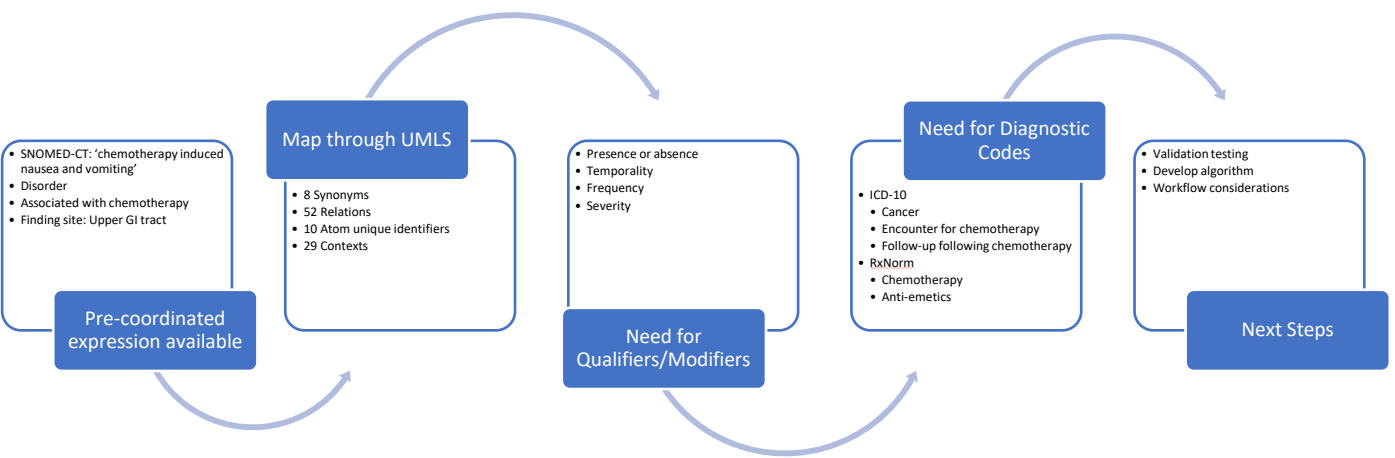 • SNOMED-CT: ‘chemotherapy induced
nausea and vomiting’
• Disorder
• Associated with chemotherapy
• Finding site: Upper GI tract
Pre-coordinated
expression available
Map through UMLS
• 8 Synonyms
• 52 Relations
• 10 Atom unique identifiers
• 29 Contexts
• Presence or absence
• Temporality
• Frequency
• Severity
Need for
Qualifiers/Modifiers
Need for Diagnostic
Codes
• ICD-10
• Cancer
• Encounter for chemotherapy
• Follow-up following chemotherapy
• RxNorm
• Chemotherapy
• Anti-emetics
• Validation testing
• Develop algorithm
• Workflow considerations
Next Steps